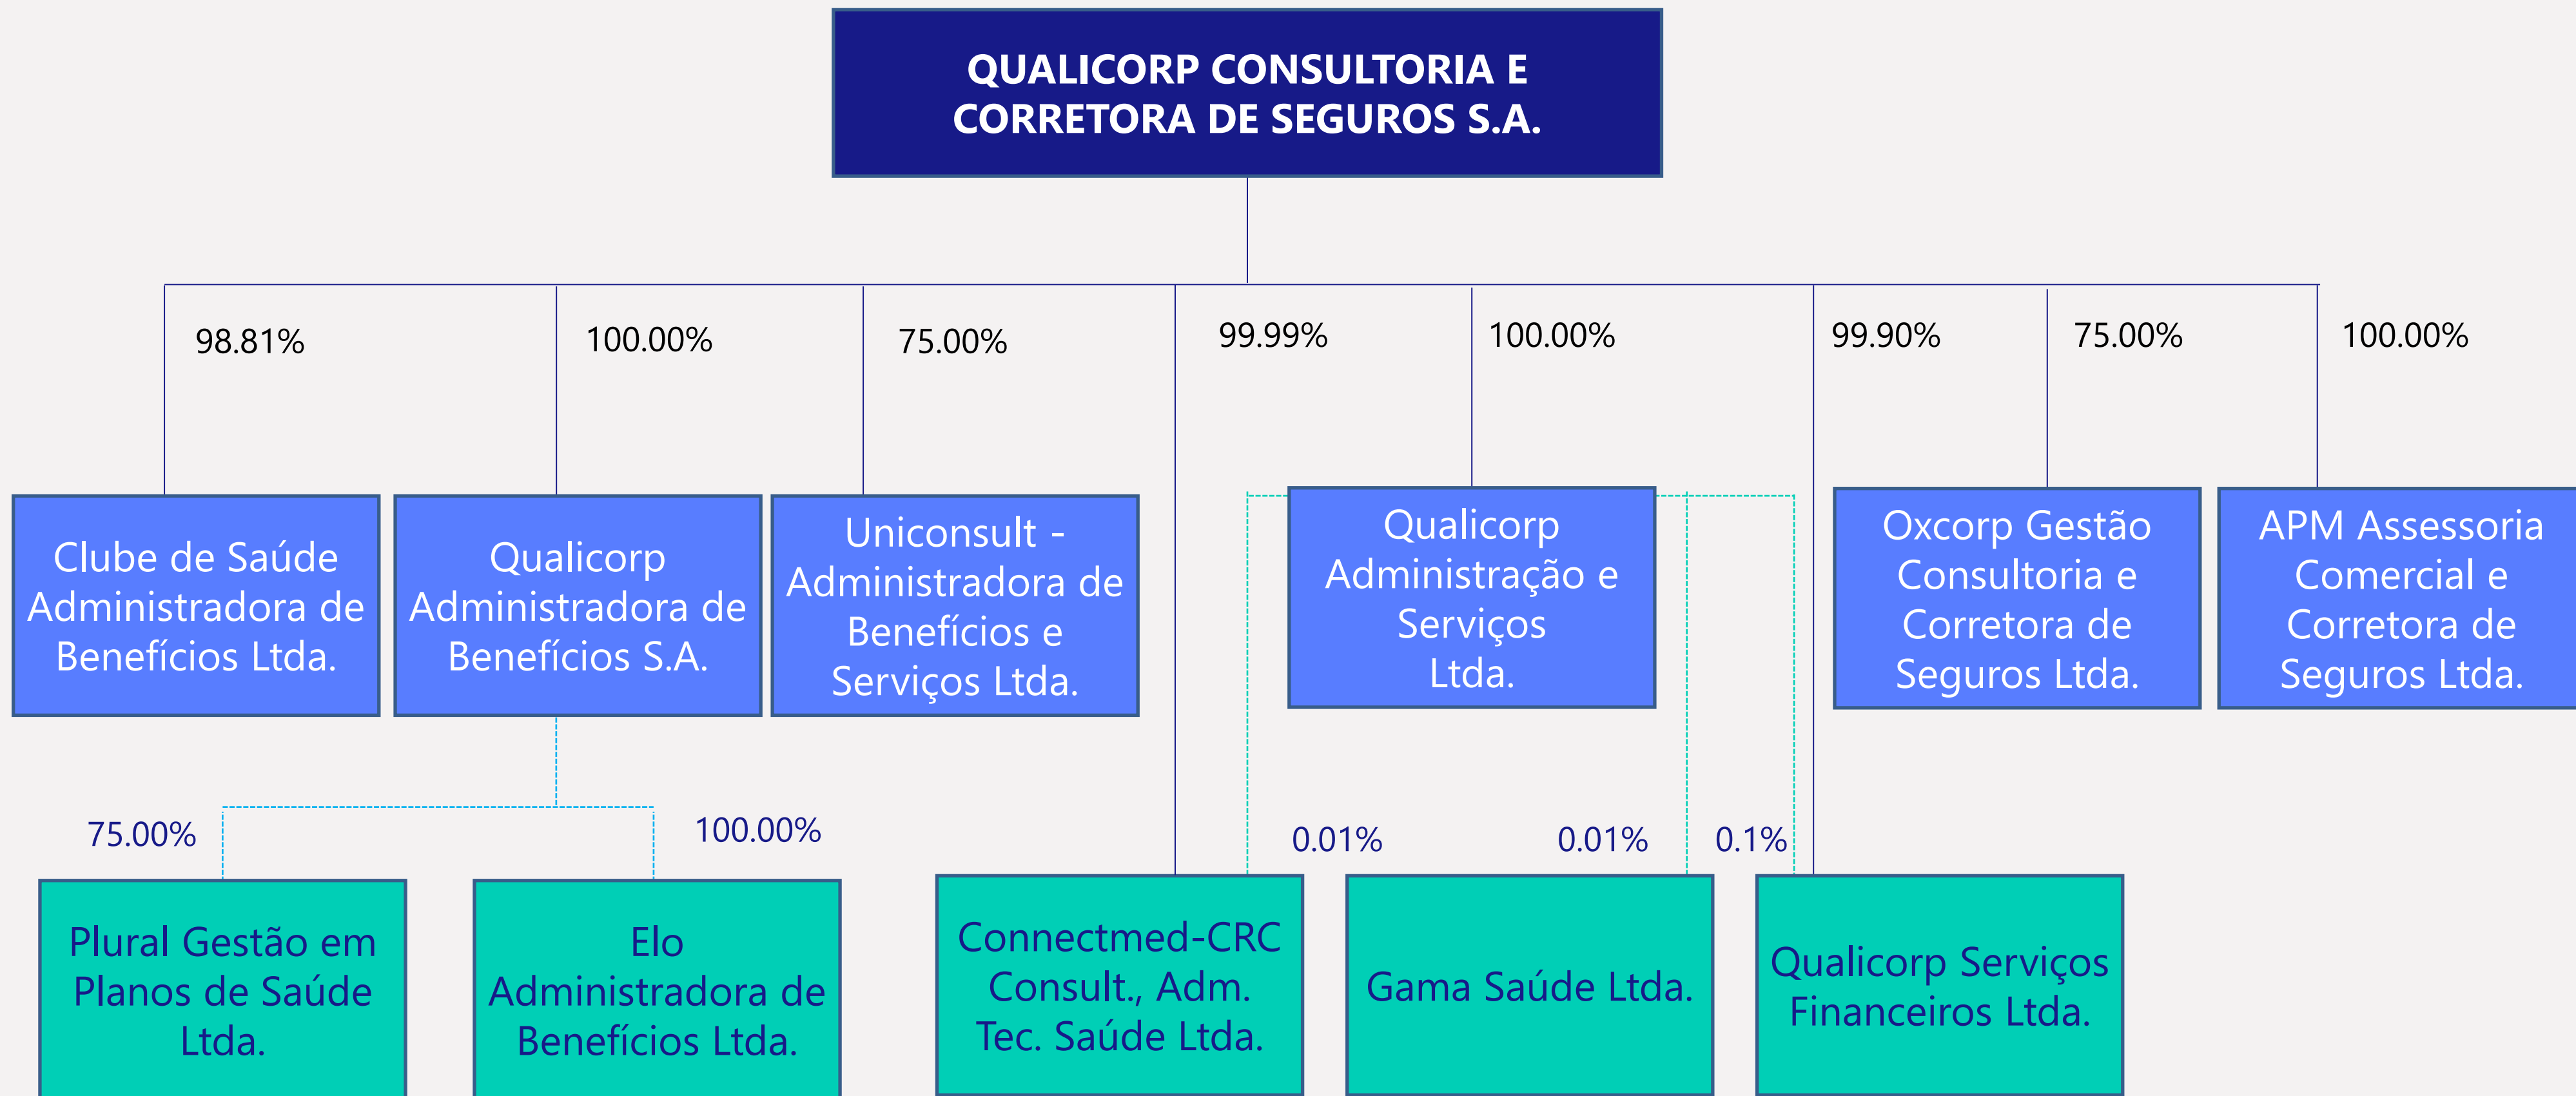 QUALICORP CONSULTORIA E
CORRETORA DE SEGUROS S.A.
98.81%
100.00%
75.00%
99.99%
100.00%
99.90%
75.00%
100.00%
Clube de Saúde
Administradora de
Benefícios Ltda.
Qualicorp
Administradora de
Benefícios S.A.
Uniconsult -
Administradora de
Benefícios e
Serviços Ltda.
Qualicorp
Administração e
Serviços
Ltda.
Oxcorp Gestão
Consultoria e
Corretora de
Seguros Ltda.
APM Assessoria
Comercial e
Corretora de
Seguros Ltda.
75.00%
100.00%
0.01%
0.01%
0.1%
Plural Gestão em
Planos de Saúde
Ltda.
Elo
Administradora de
Benefícios Ltda.
Connectmed-CRC
Consult., Adm.
Tec. Saúde Ltda.
Gama Saúde Ltda.
Qualicorp Serviços
Financeiros Ltda.